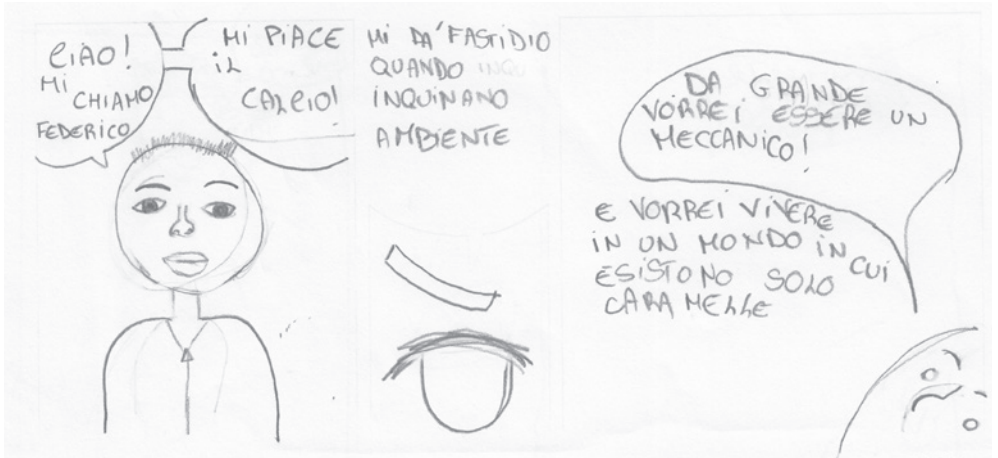 CIAO!
MI
CHIAMO
FEDERICO
MI PIACE
IL
CALCIO!
MI DA' FASTIDIO
QUANDO INQU
INQUINANO
AMBIENTE
DA GRANDE
VORREI ESSERE UN
MECCANICO!
E VORREI VIVERE
IN UN MONDO IN
CUI
ESISTONO SOLO
CARAMELLE